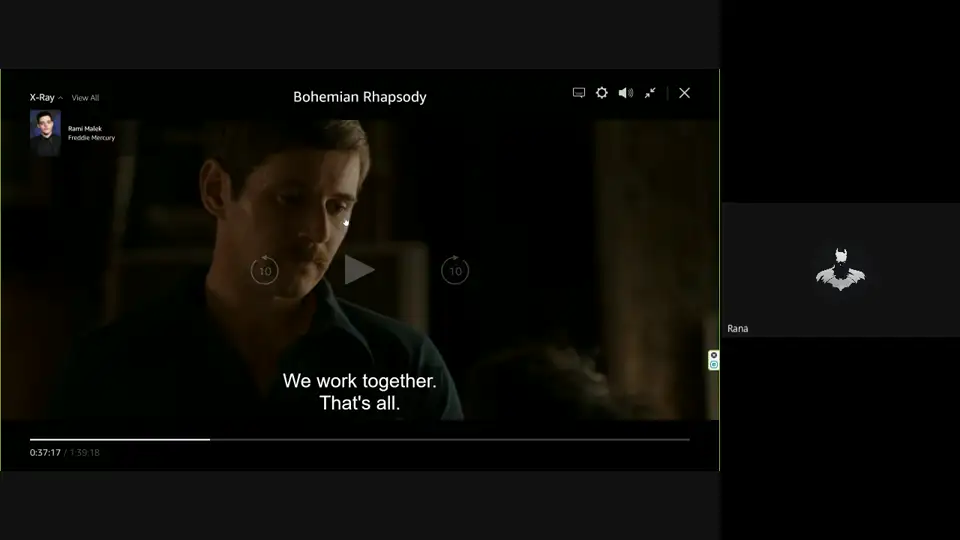 X-Ray View All
Bohemian Rhapsody
Rami Malek
Freddie Mercury
10
10
We work together.
That's all.
0:37:17 / 1:39:18
Rana